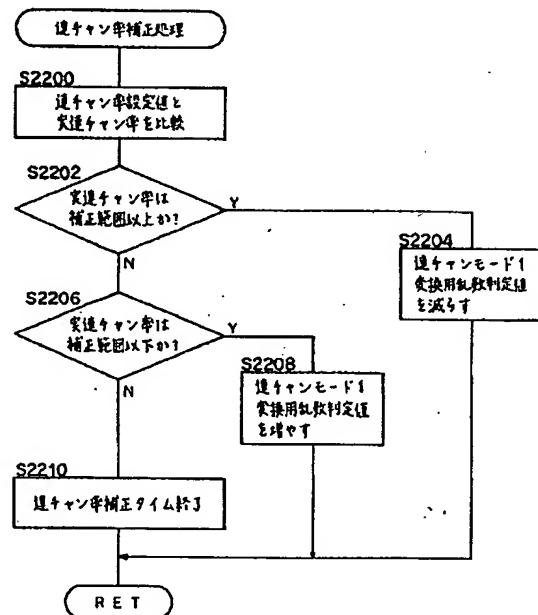 連チャン率補正処理
S2200
連チャン率設定値と
実連チャン率を比較
S2202
実連チャン率は
補正範囲以上か?
Y
N
S2204
連チャンモード1
変換用乱数判定値
を減らす
S2206
実連チャン率は
補正範囲以下か?
Y
N
S2208
連チャンモード1
変換用乱数判定値
を増やす
S2210
連チャン率補正タイム終了
RET